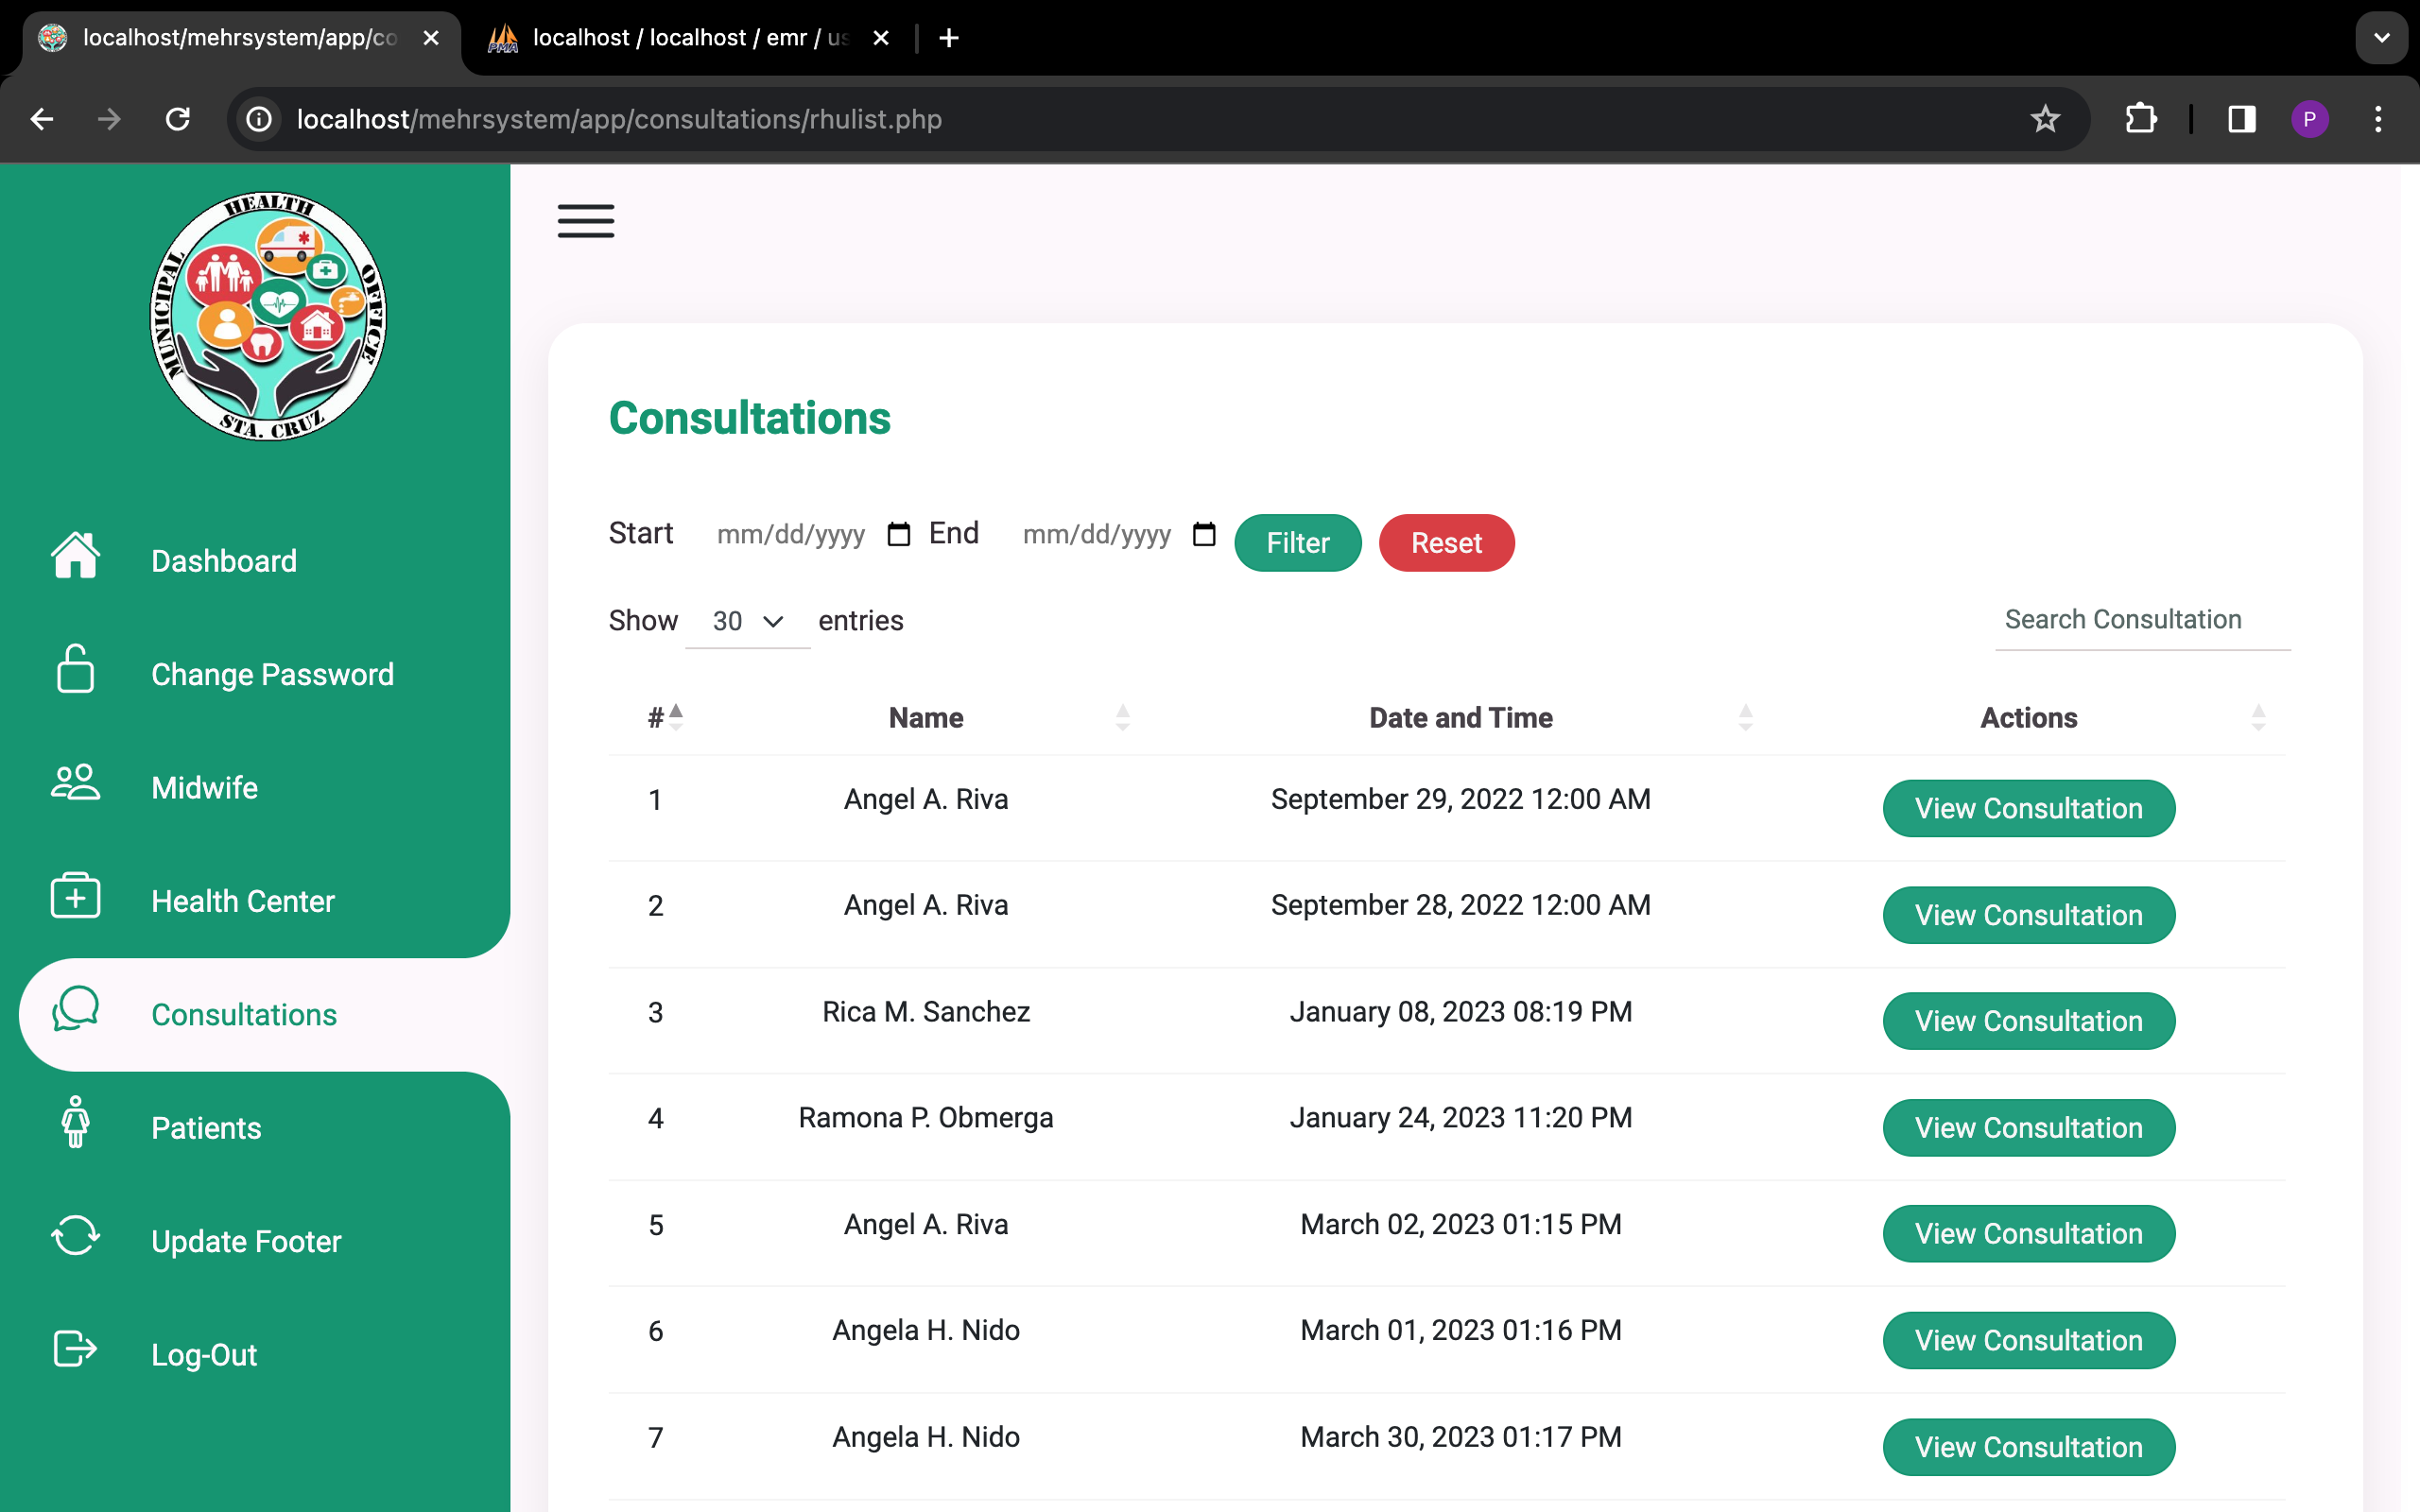 localhost/mehrsystem/app/co
localhost / localhost / emr / us
localhost/mehrsystem/app/consultations/rhulist.php
P
MUNICIPAL HEALTH OFFICE
STA. CRUZ
Dashboard
Change Password
Midwife
Health Center
Consultations
Patients
Update Footer
Log-Out
Consultations
Start mm/dd/yyyy End mm/dd/yyyy Filter Reset
Show 30 entries Search Consultation
# Name Date and Time Actions
1 Angel A. Riva September 29, 2022 12:00 AM View Consultation
2 Angel A. Riva September 28, 2022 12:00 AM View Consultation
3 Rica M. Sanchez January 08, 2023 08:19 PM View Consultation
4 Ramona P. Obmerga January 24, 2023 11:20 PM View Consultation
5 Angel A. Riva March 02, 2023 01:15 PM View Consultation
6 Angela H. Nido March 01, 2023 01:16 PM View Consultation
7 Angela H. Nido March 30, 2023 01:17 PM View Consultation